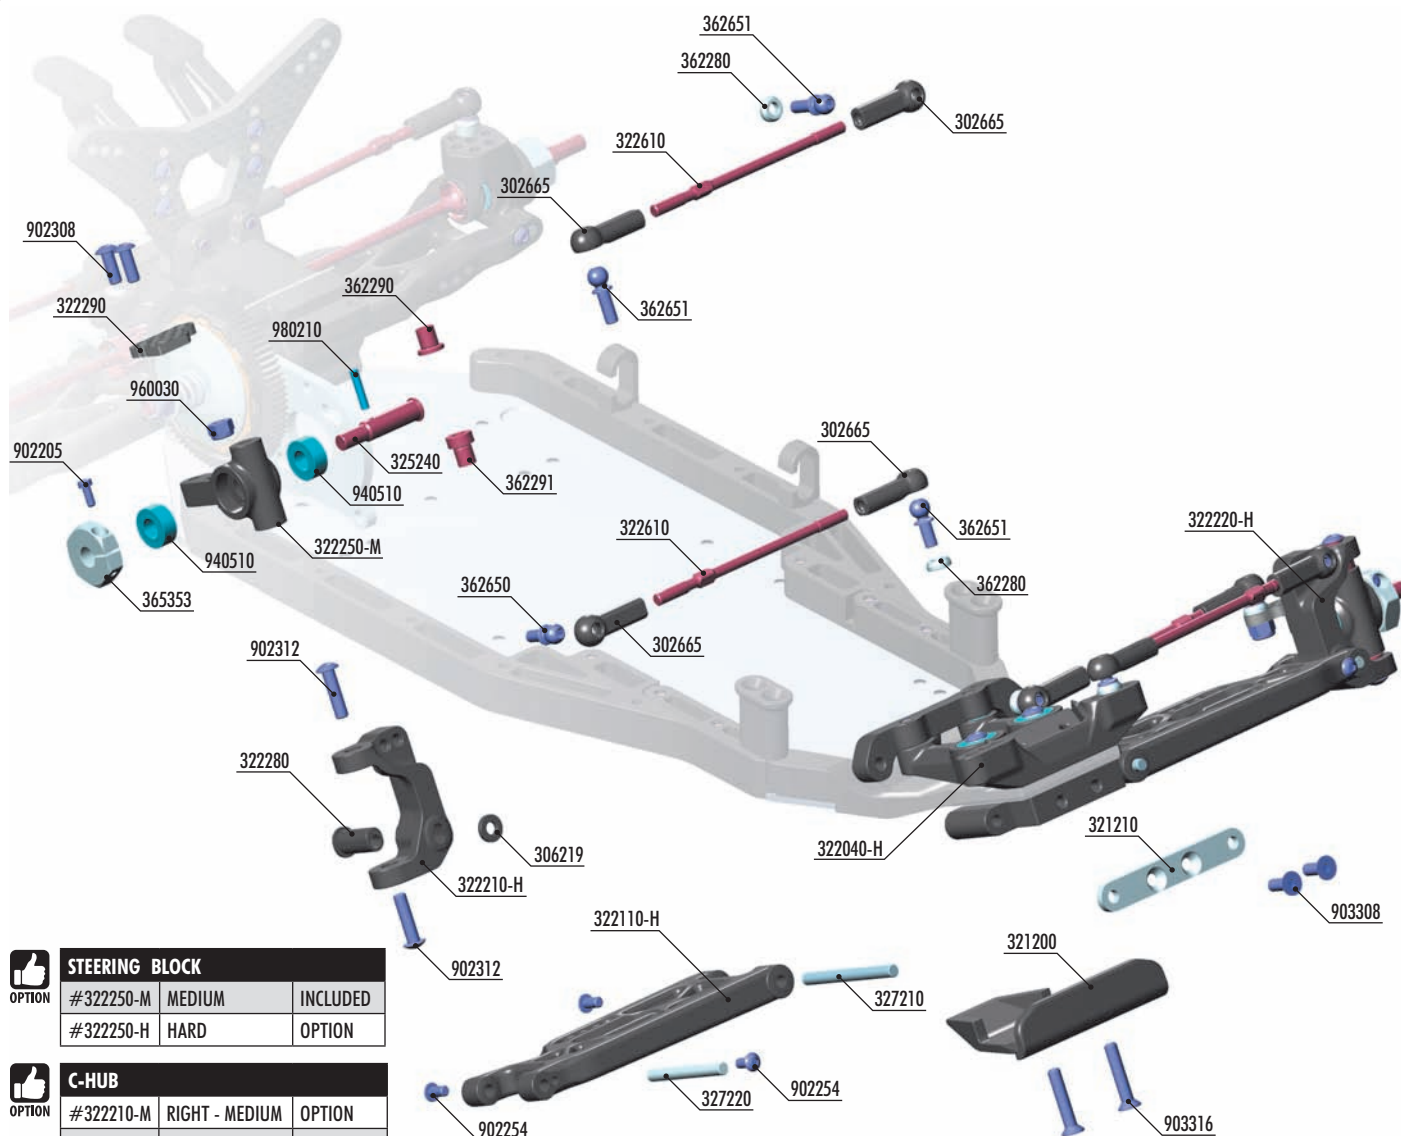 362651
362280
302665
322610
302665
902308
362290
362651
322290
980210
960030
302665
902205
325240
940510
362291
362651
322220-H
322610
322250-M
940510
362280
365353
362650
302665
902312
322280
321210
306219
322040-H
322210-H
903308
322110-H
321200
902312
327210
OPTION
STEERING BLOCK
#322250-M MEDIUM INCLUDED
#322250-H HARD OPTION
OPTION
C-HUB
#322210-M RIGHT - MEDIUM OPTION
327220
902254
902254
903316